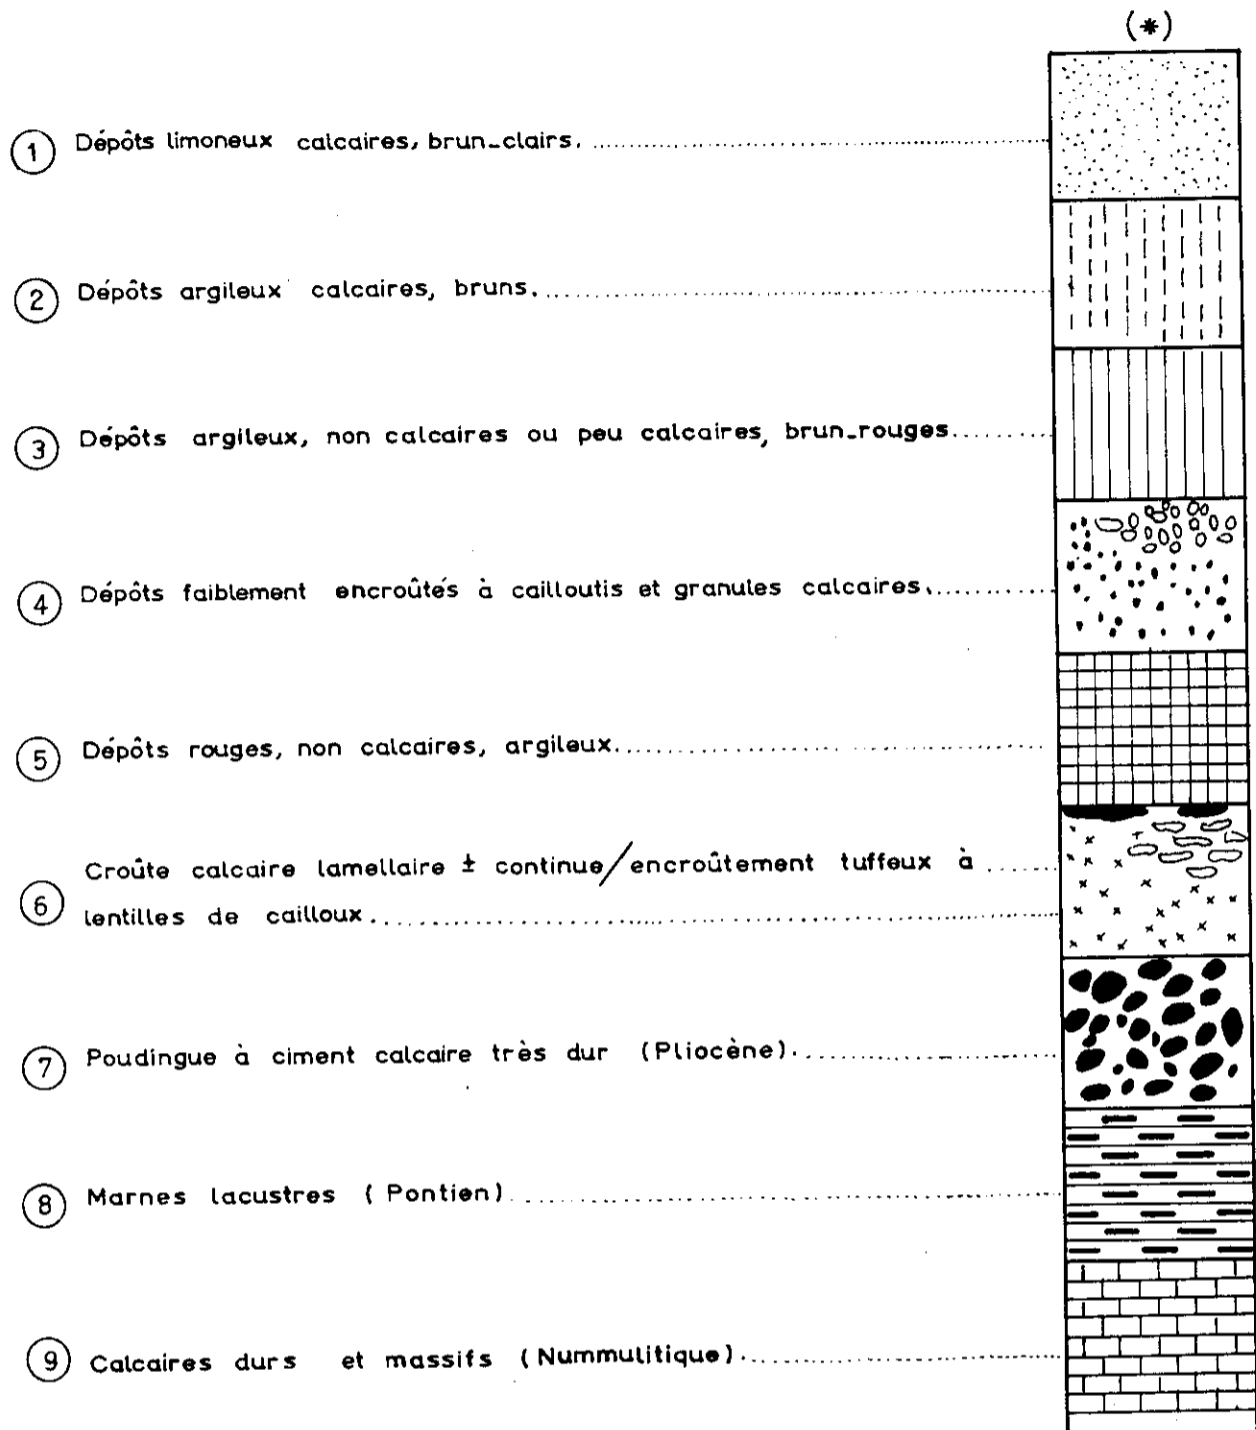 (*)
1 Dépôts limoneux calcaires, brun-clairs.
2 Dépôts argileux calcaires, bruns.
3 Dépôts argileux, non calcaires ou peu calcaires, brun-rouges
4 Dépôts faiblement encroûtés à cailloutis et granules calcaires.
5 Dépôts rouges, non calcaires, argileux.
Croûte calcaire lamellaire ± continue/encroûtement tuffeux à
6 lentilles de cailloux.
7 Poudingue à ciment calcaire très dur (Pliocène).
8 Marnes lacustres (Pontien)
9 Calcaires durs et massifs (Nummulitique).